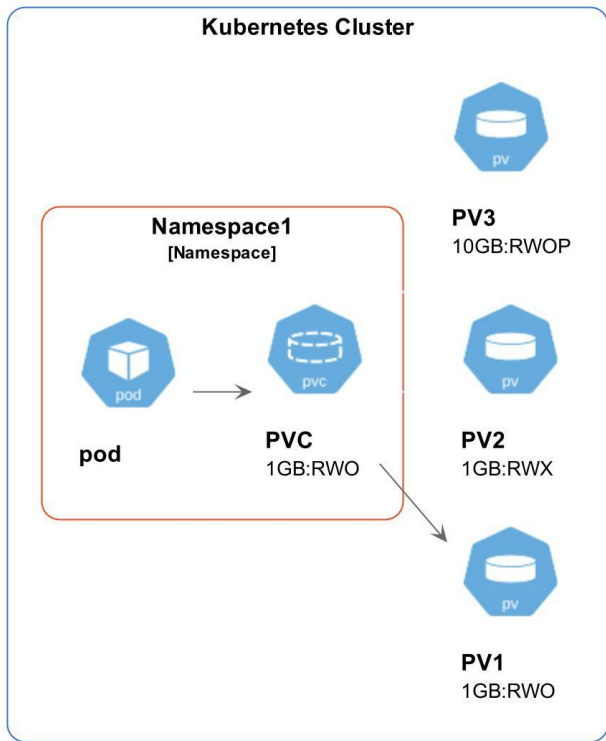 Kubernetes Cluster
pv
PV3
10GB:RWOP
Namespace1
[Namespace]
pod
pod
pvc
PVC
1GB:RWO
pv
PV2
1GB:RWX
pv
PV1
1GB:RWO